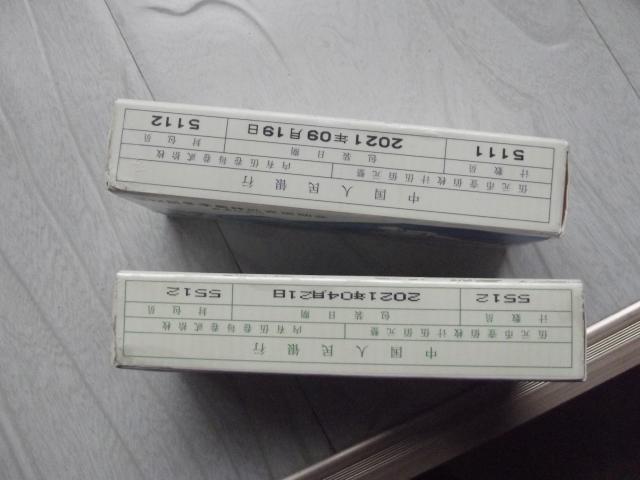 中国人民银行
伍元币壹佰枚计伍佰元整 内有伍卷每卷贰拾枚
计数员 包装日期 封包员
5512 2021年04月21日 5512
中国人民银行
伍元币壹佰枚计伍佰元整 内有伍卷每卷贰拾枚
计数员 包装日期 封包员
5111 2021年09月19日 5112